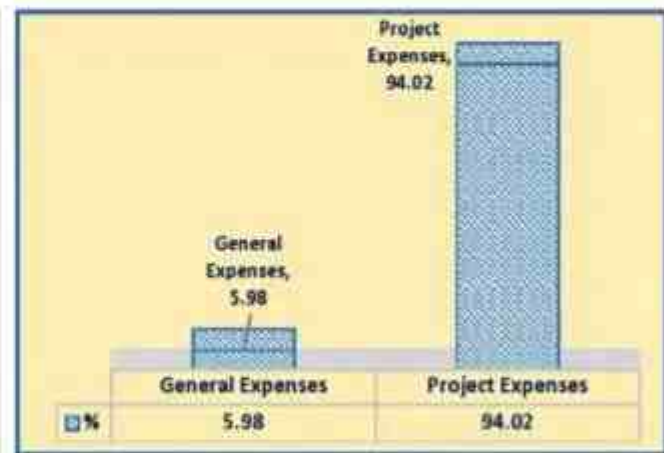 Project
Expenses,
94.02
General
Expenses,
5.98
General Expenses Project Expenses
% 5.98 94.02